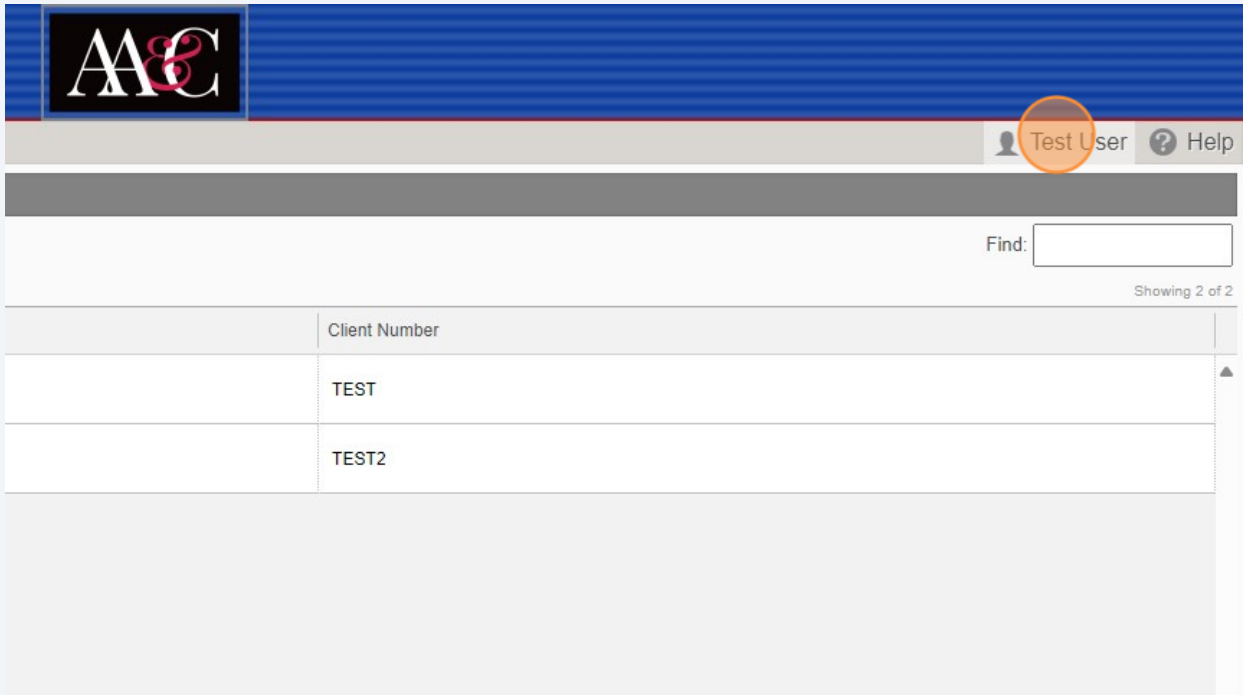 AA&C
Test User Help
Find:
Showing 2 of 2
Client Number
TEST
TEST2